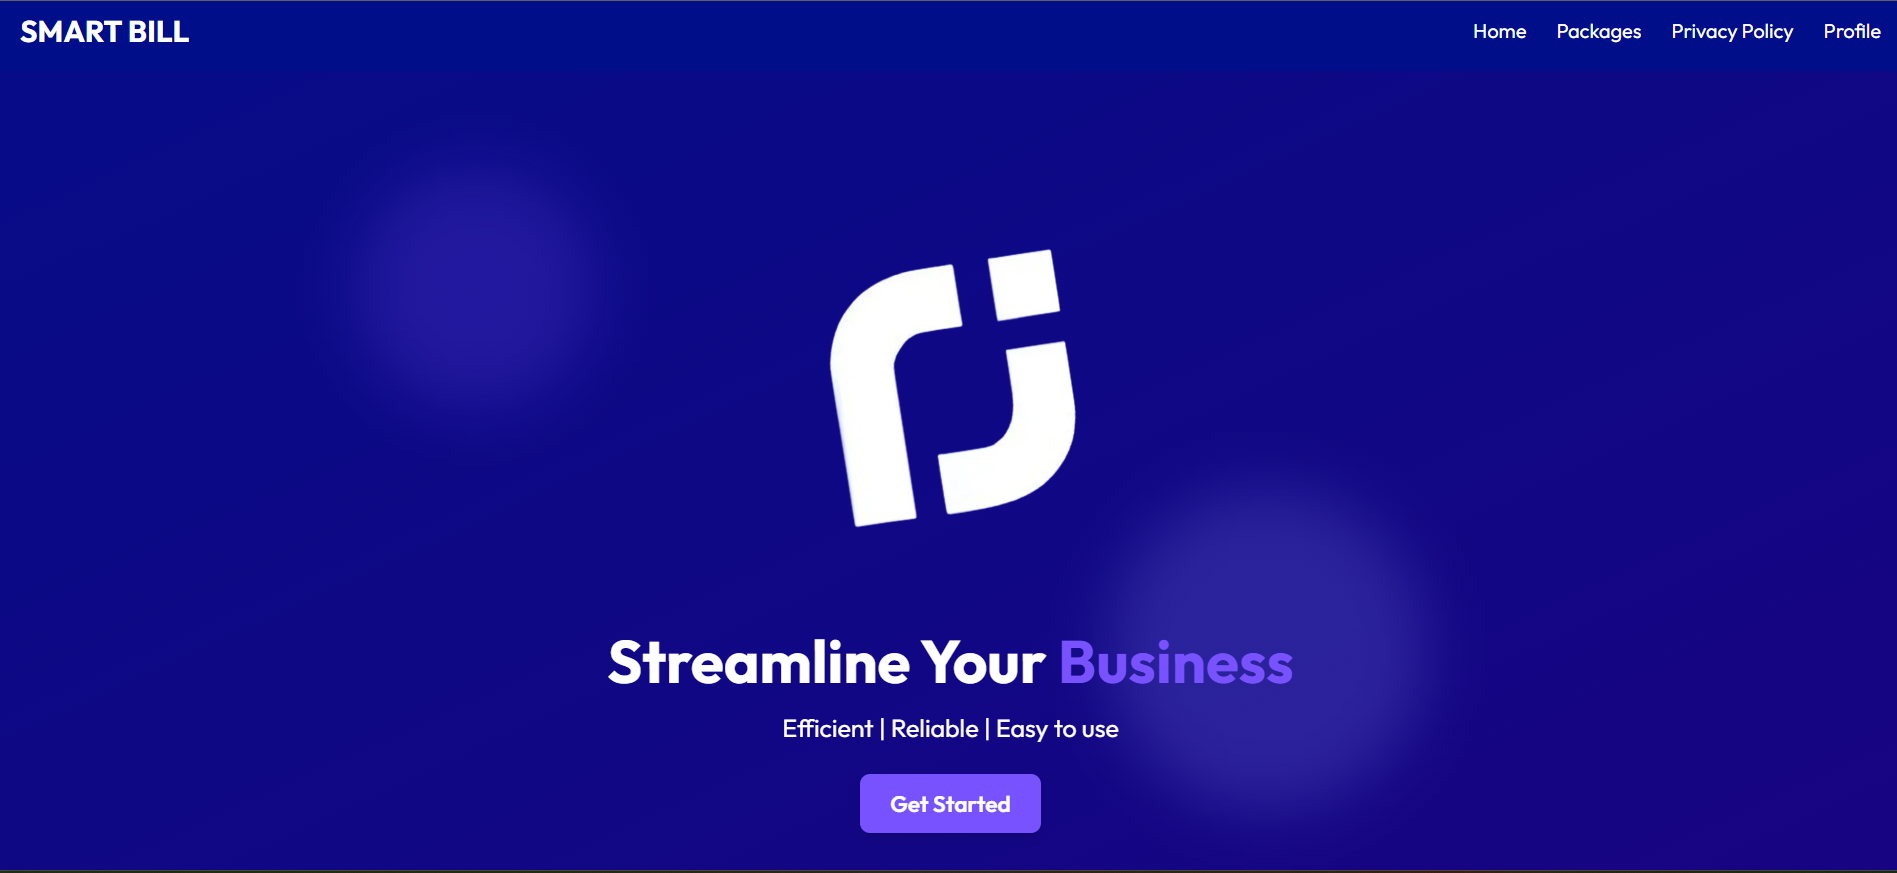 SMART BILL
Home Packages Privacy Policy Profile
Streamline Your Business
Efficient | Reliable | Easy to use
Get Started